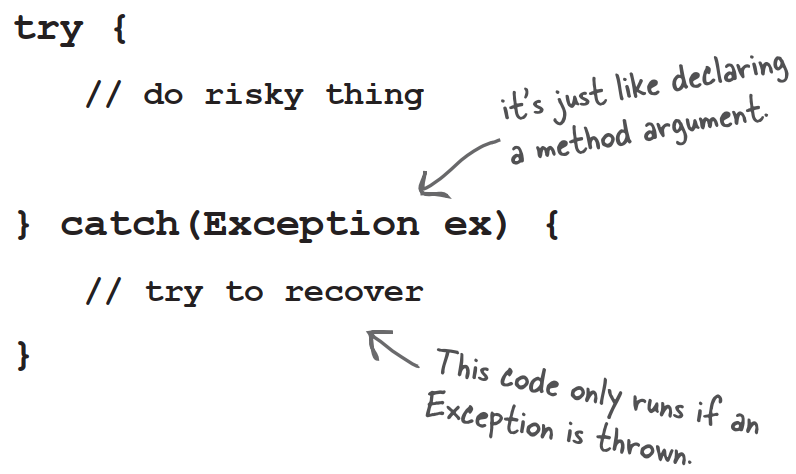 try {
// do risky thing
it's just like declaring
a method argument.
} catch(Exception ex) {
// try to recover
}
This code only runs if an
Exception is thrown.